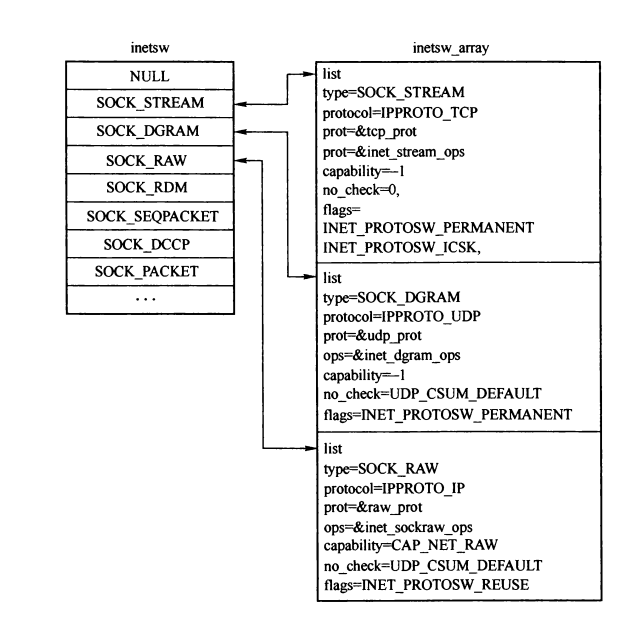 inetsw
NULL
SOCK_STREAM
SOCK_DGRAM
SOCK_RAW
SOCK_RDM
SOCK_SEQPACKET
SOCK_DCCP
SOCK_PACKET
...
inetsw_array
list
type=SOCK_STREAM
protocol=IPPROTO_TCP
prot=&tcp_prot
prot=&inet_stream_ops
capability=-1
no_check=0,
flags=
INET_PROTOSW_PERMANENT
INET_PROTOSW_ICSK,
list
type=SOCK_DGRAM
protocol=IPPROTO_UDP
prot=&udp_prot
ops=&inet_dgram_ops
capability=-1
no_check=UDP_CSUM_DEFAULT
flags=INET_PROTOSW_PERMANENT
list
type=SOCK_RAW
protocol=IPPROTO_IP
prot=&raw_prot
ops=&inet_sockraw_ops
capability=CAP_NET_RAW
no_check=UDP_CSUM_DEFAULT
flags=INET_PROTOSW_REUSE